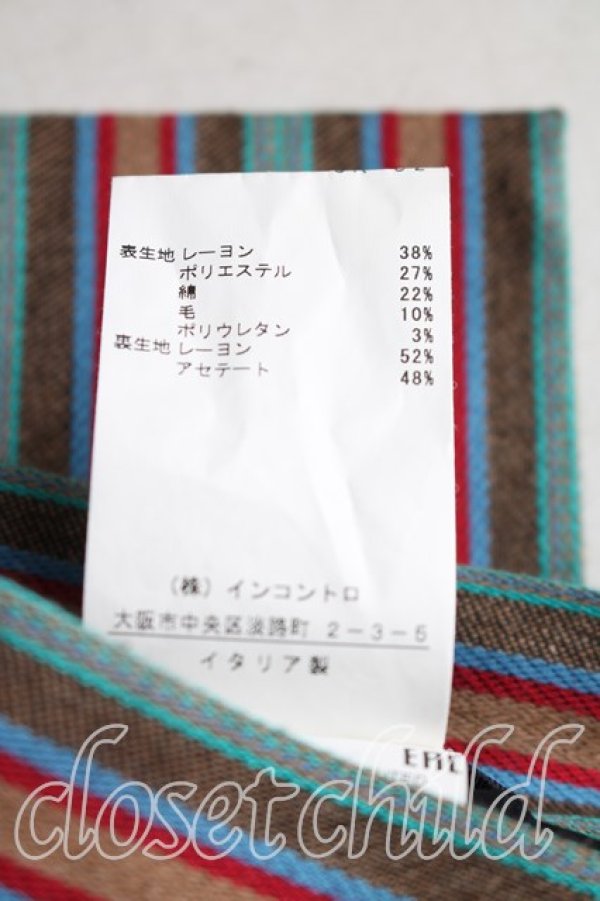 表生地 レーヨン 38%
ポリエステル 27%
綿 22%
毛 10%
ポリウレタン 3%
裏生地 レーヨン 52%
アセテート 48%
(株) インコントロ
大阪市中央区淡路町 2-3-5
イタリア製
closetchild